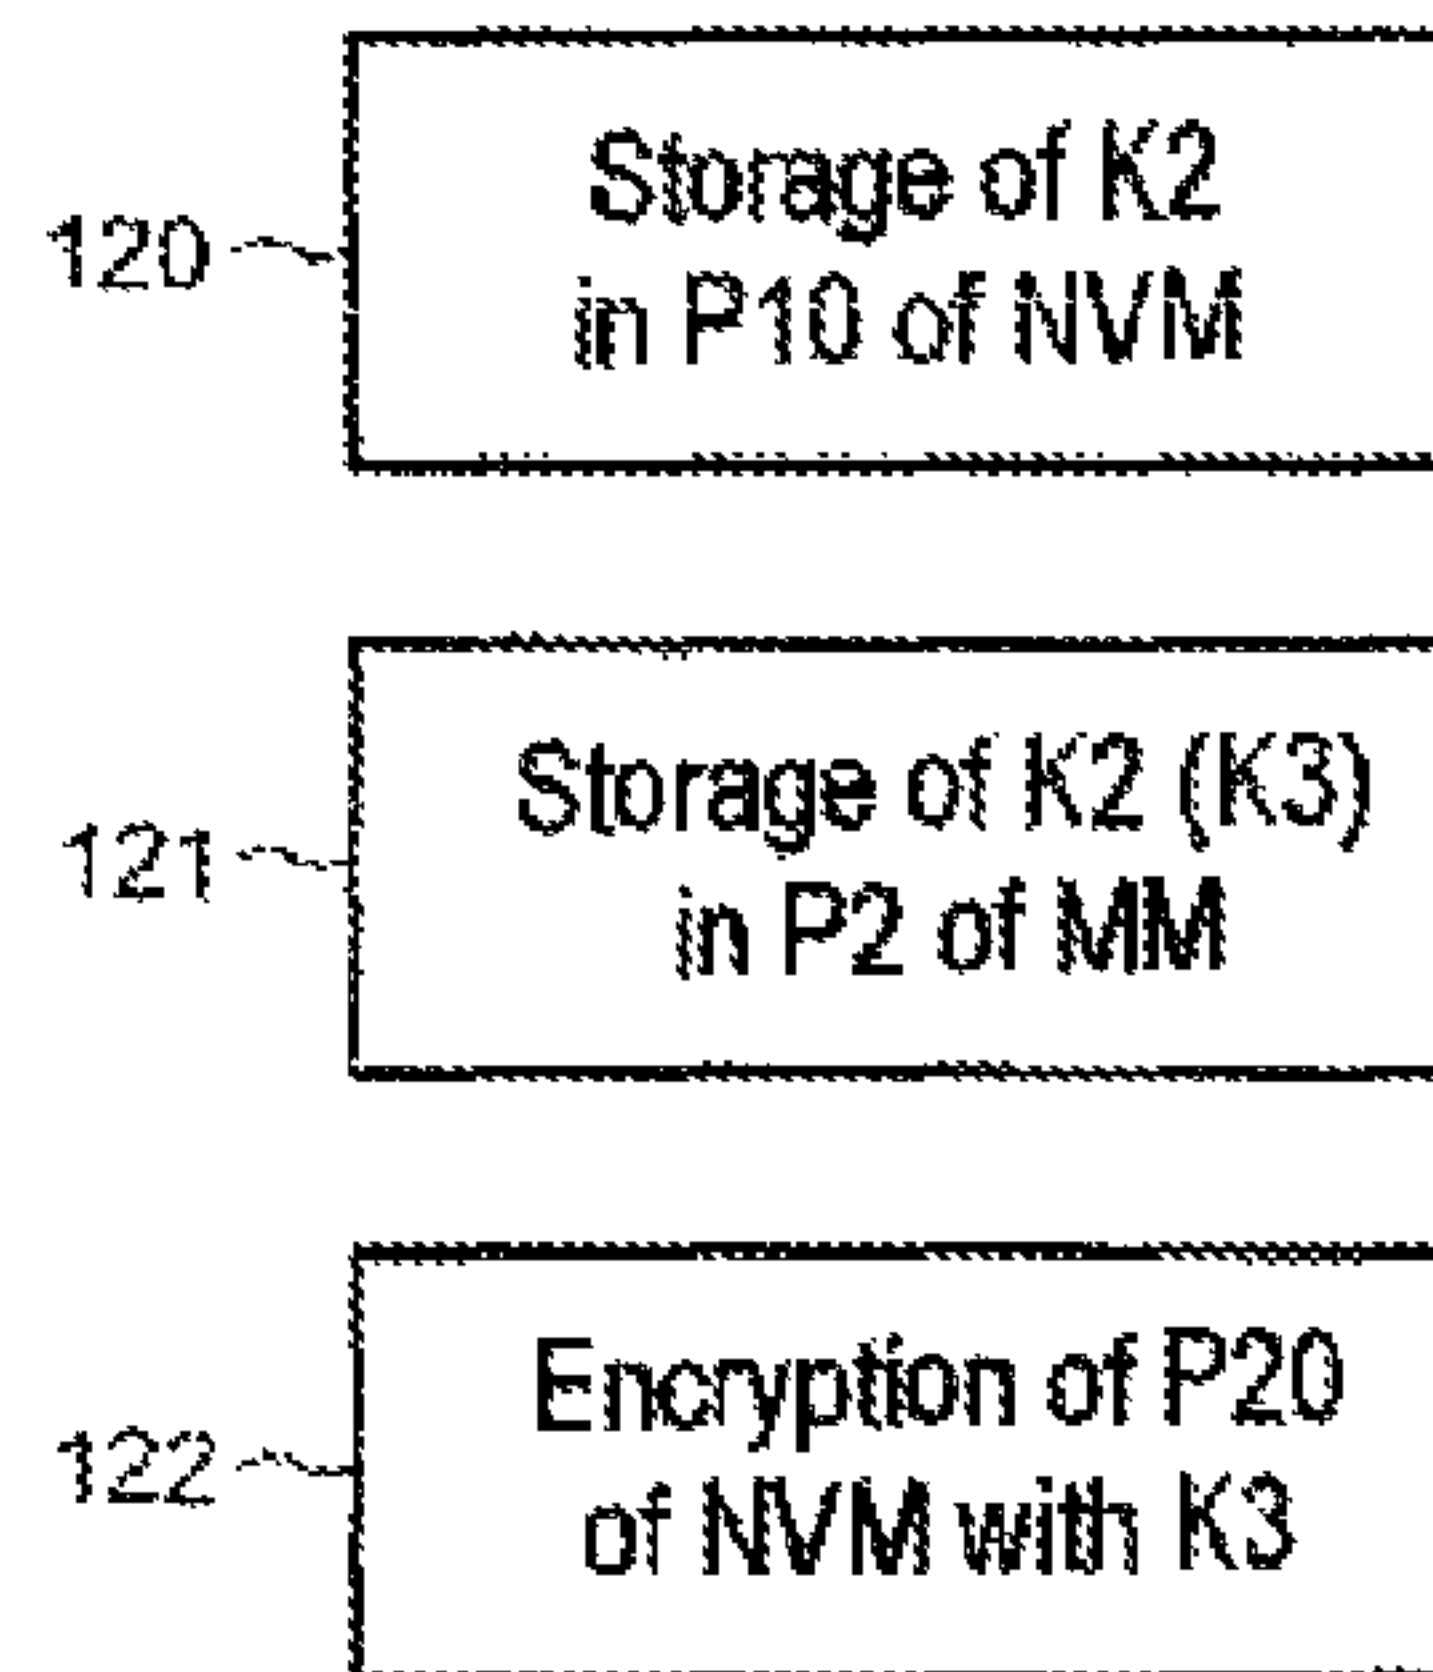 120
Storage of K2
in P10 of NVM
121
Storage of K2 (K3)
in P2 of MM
122
Encryption of P20
of NVM with K3